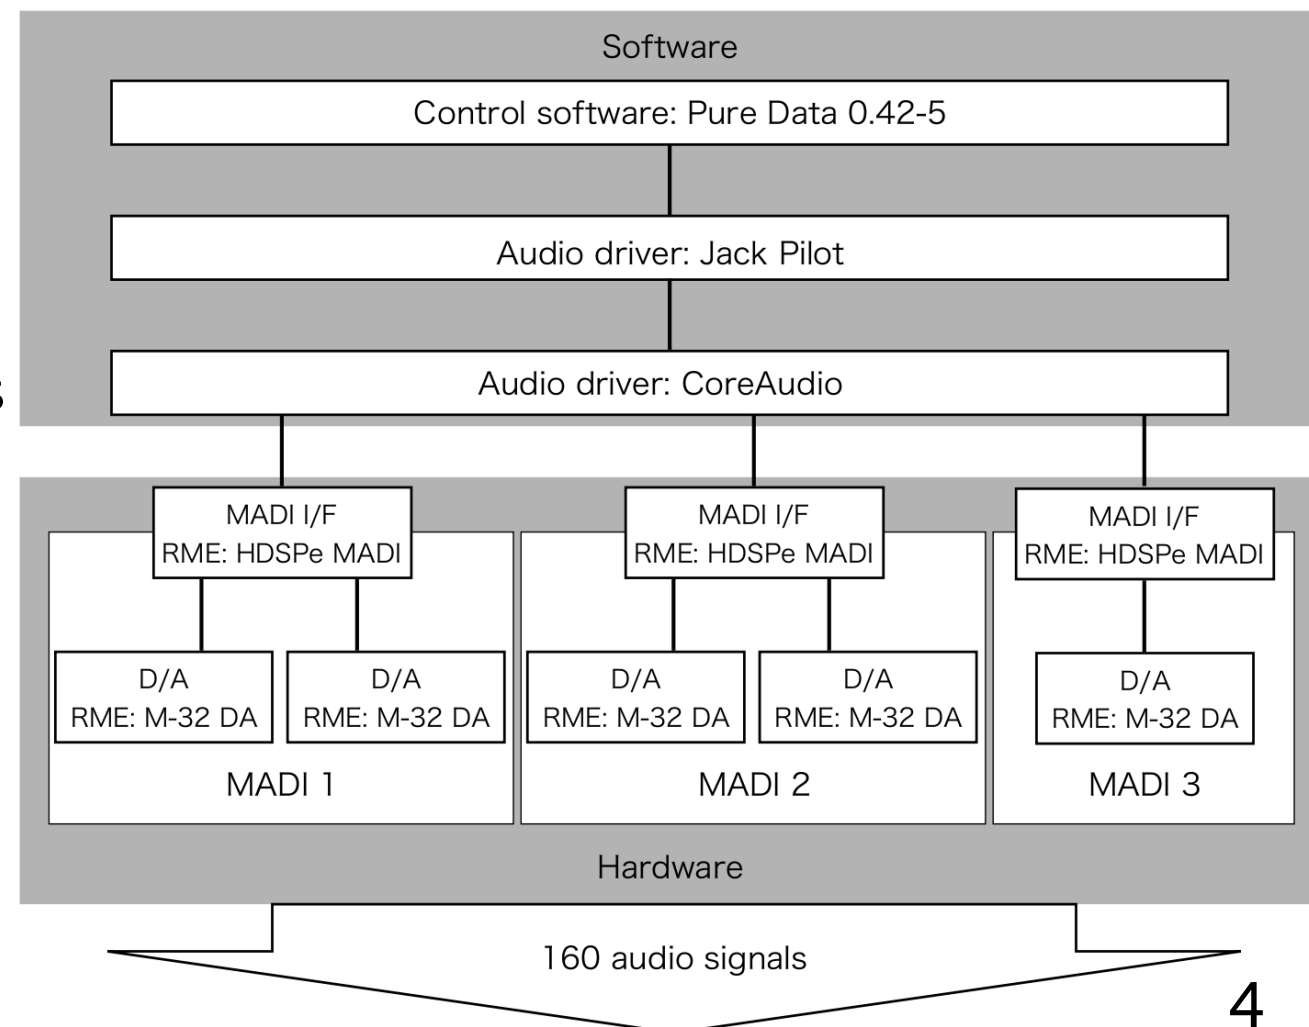 Software
Control software: Pure Data 0.42-5
Audio driver: Jack Pilot
Audio driver: CoreAudio
s
MADI I/F
RME: HDSPe MADI
MADI I/F
RME: HDSPe MADI
MADI I/F
RME: HDSPe MADI
D/A
RME: M-32 DA
D/A
RME: M-32 DA
D/A
RME: M-32 DA
D/A
RME: M-32 DA
D/A
RME: M-32 DA
MADI 1
MADI 2
MADI 3
Hardware
160 audio signals
4